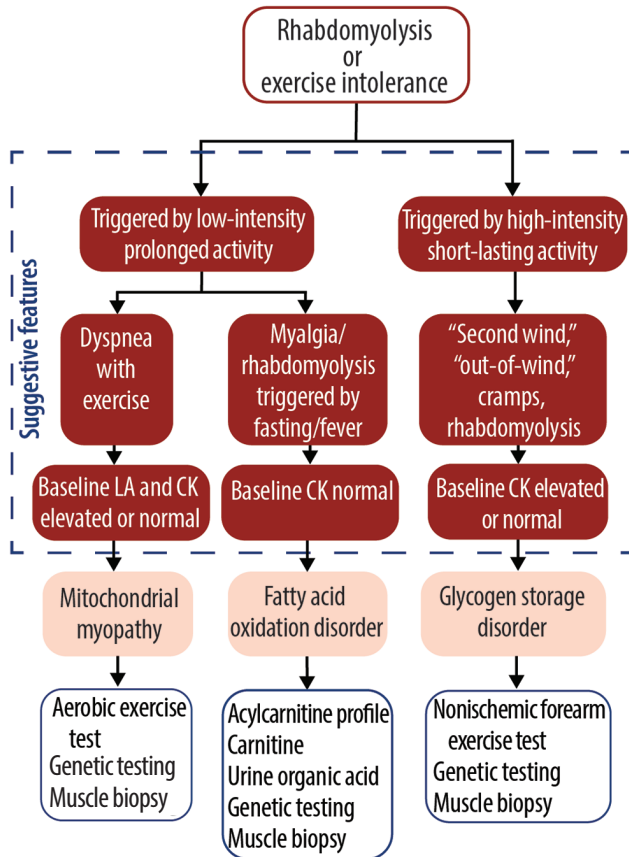 Rhabdomyolysis
or
exercise intolerance
Suggestive features
Triggered by low-intensity
prolonged activity
Triggered by high-intensity
short-lasting activity
Dyspnea
with
exercise
Myalgia/
rhabdomyolysis
triggered by
fasting/fever
“Second wind,”
“out-of-wind,”
cramps,
rhabdomyolysis
Baseline LA and CK
elevated or normal
Baseline CK normal
Baseline CK elevated
or normal
Mitochondrial
myopathy
Fatty acid
oxidation disorder
Glycogen storage
disorder
Aerobic exercise
test
Genetic testing
Muscle biopsy
Acylcarnitine profile
Carnitine
Urine organic acid
Genetic testing
Muscle biopsy
Nonischemic forearm
exercise test
Genetic testing
Muscle biopsy